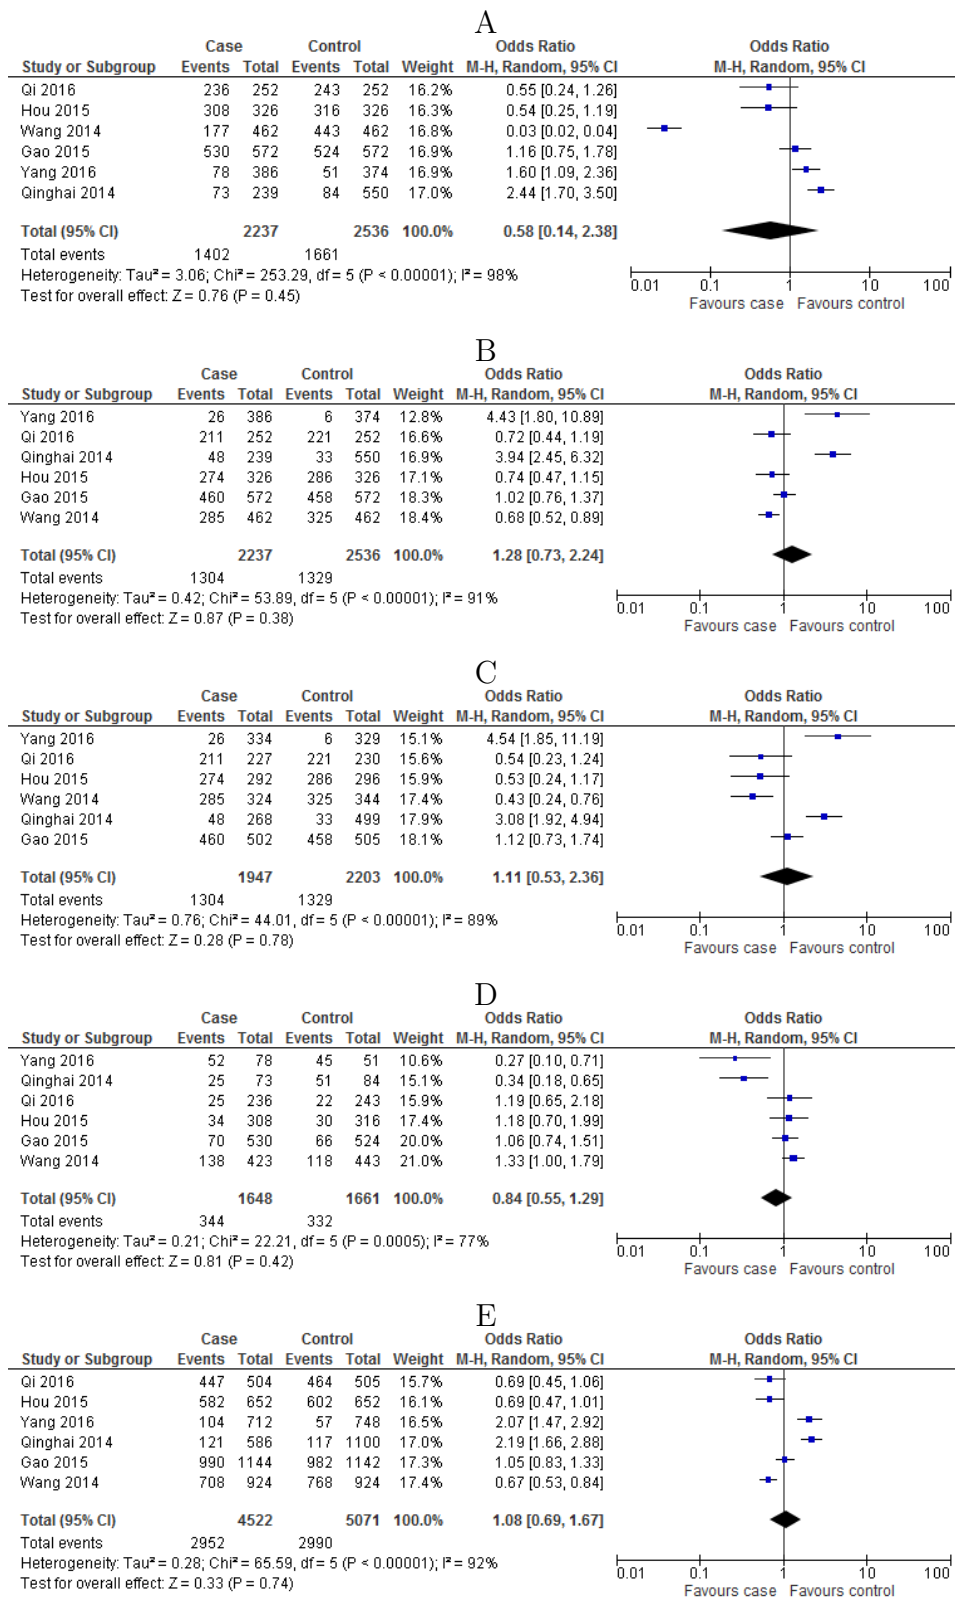 A
Case Control Odds Ratio Odds Ratio
Study or Subgroup Events Total Events Total Weight M-H, Random, 95% CI M-H, Random, 95% CI
Qi 2016 236 252 243 252 16.2% 0.55 [0.24, 1.26]
Hou 2015 308 326 316 326 16.3% 0.54 [0.25, 1.19]
Wang 2014 177 462 443 462 16.8% 0.03 [0.02, 0.04]
Gao 2015 530 572 524 572 16.9% 1.16 [0.75, 1.78]
Yang 2016 78 386 51 374 16.9% 1.60 [1.09, 2.36]
Qinghai 2014 73 239 84 550 17.0% 2.44 [1.70, 3.50]
Total (95% CI) 2237 2536 100.0% 0.58 [0.14, 2.38]
Total events 1402 1661
Heterogeneity: Tau² = 3.06; Chi² = 253.29, df = 5 (P < 0.00001); I² = 98%
Test for overall effect: Z = 0.76 (P = 0.45)
0.01 0.1 1 10 100
Favours case Favours control
B
Case Control Odds Ratio Odds Ratio
Study or Subgroup Events Total Events Total Weight M-H, Random, 95% CI M-H, Random, 95% CI
Yang 2016 26 386 6 374 12.8% 4.43 [1.80, 10.89]
Qi 2016 211 252 221 252 16.6% 0.72 [0.44, 1.19]
Qinghai 2014 48 239 33 550 16.9% 3.94 [2.45, 6.32]
Hou 2015 274 326 286 326 17.1% 0.74 [0.47, 1.15]
Gao 2015 460 572 458 572 18.3% 1.02 [0.76, 1.37]
Wang 2014 285 462 325 462 18.4% 0.68 [0.52, 0.89]
Total (95% CI) 2237 2536 100.0% 1.28 [0.73, 2.24]
Total events 1304 1329
Heterogeneity: Tau² = 0.42; Chi² = 53.89, df = 5 (P < 0.00001); I² = 91%
Test for overall effect: Z = 0.87 (P = 0.38)
0.01 0.1 1 10 100
Favours case Favours control
C
Case Control Odds Ratio Odds Ratio
Study or Subgroup Events Total Events Total Weight M-H, Random, 95% CI M-H, Random, 95% CI
Yang 2016 26 334 6 329 15.1% 4.54 [1.85, 11.19]
Qi 2016 211 227 221 230 15.6% 0.54 [0.23, 1.24]
Hou 2015 274 292 286 296 15.9% 0.53 [0.24, 1.17]
Wang 2014 285 324 325 344 17.4% 0.43 [0.24, 0.76]
Qinghai 2014 48 268 33 499 17.9% 3.08 [1.92, 4.94]
Gao 2015 460 502 458 505 18.1% 1.12 [0.73, 1.74]
Total (95% CI) 1947 2203 100.0% 1.11 [0.53, 2.36]
Total events 1304 1329
Heterogeneity: Tau² = 0.76; Chi² = 44.01, df = 5 (P < 0.00001); I² = 89%
Test for overall effect: Z = 0.28 (P = 0.78)
0.01 0.1 1 10 100
Favours case Favours control
D
Case Control Odds Ratio Odds Ratio
Study or Subgroup Events Total Events Total Weight M-H, Random, 95% CI M-H, Random, 95% CI
Yang 2016 52 78 45 51 10.6% 0.27 [0.10, 0.71]
Qinghai 2014 25 73 51 84 15.1% 0.34 [0.18, 0.65]
Qi 2016 25 236 22 243 15.9% 1.19 [0.65, 2.18]
Hou 2015 34 308 30 316 17.4% 1.18 [0.70, 1.99]
Gao 2015 70 530 66 524 20.0% 1.06 [0.74, 1.51]
Wang 2014 138 423 118 443 21.0% 1.33 [1.00, 1.79]
Total (95% CI) 1648 1661 100.0% 0.84 [0.55, 1.29]
Total events 344 332
Heterogeneity: Tau² = 0.21; Chi² = 22.21, df = 5 (P = 0.0005); I² = 77%
Test for overall effect: Z = 0.81 (P = 0.42)
0.01 0.1 1 10 100
Favours case Favours control
E
Case Control Odds Ratio Odds Ratio
Study or Subgroup Events Total Events Total Weight M-H, Random, 95% CI M-H, Random, 95% CI
Qi 2016 447 504 464 505 15.7% 0.69 [0.45, 1.06]
Hou 2015 582 652 602 652 16.1% 0.69 [0.47, 1.01]
Yang 2016 104 712 57 748 16.5% 2.07 [1.47, 2.92]
Qinghai 2014 121 586 117 1100 17.0% 2.19 [1.66, 2.88]
Gao 2015 990 1144 982 1142 17.3% 1.05 [0.83, 1.33]
Wang 2014 708 924 768 924 17.4% 0.67 [0.53, 0.84]
Total (95% CI) 4522 5071 100.0% 1.08 [0.69, 1.67]
Total events 2952 2990
Heterogeneity: Tau² = 0.28; Chi² = 65.59, df = 5 (P < 0.00001); I² = 92%
Test for overall effect: Z = 0.33 (P = 0.74)
0.01 0.1 1 10 100
Favours case Favours control